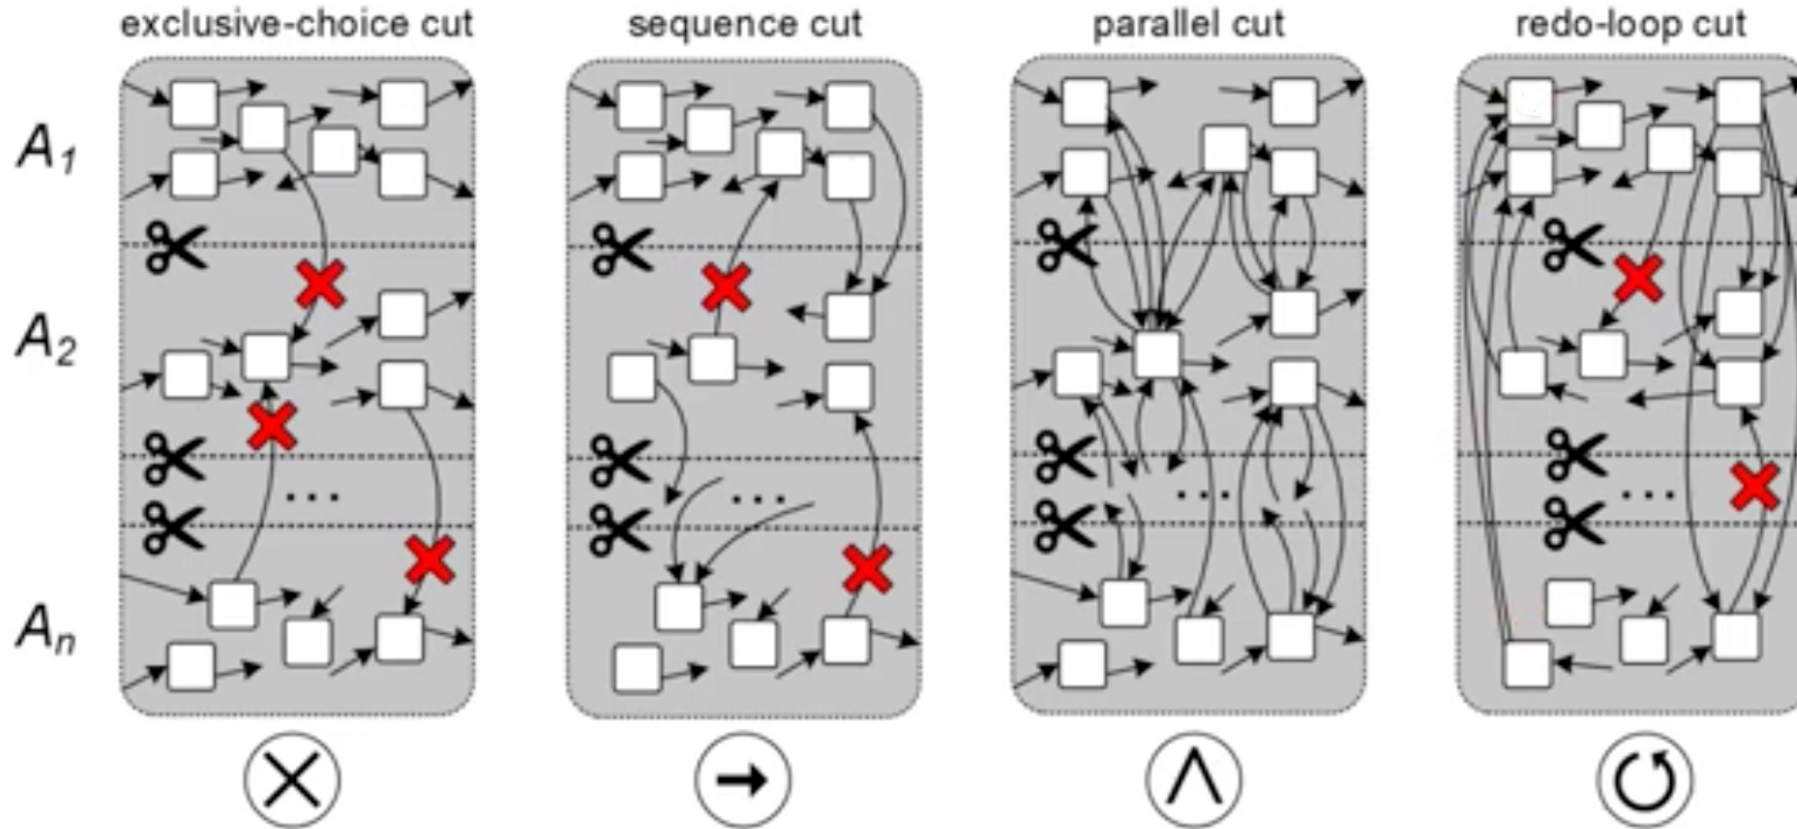 exclusive-choice cut
sequence cut
parallel cut
redo-loop cut
A1
A2
An
...
...
...
...